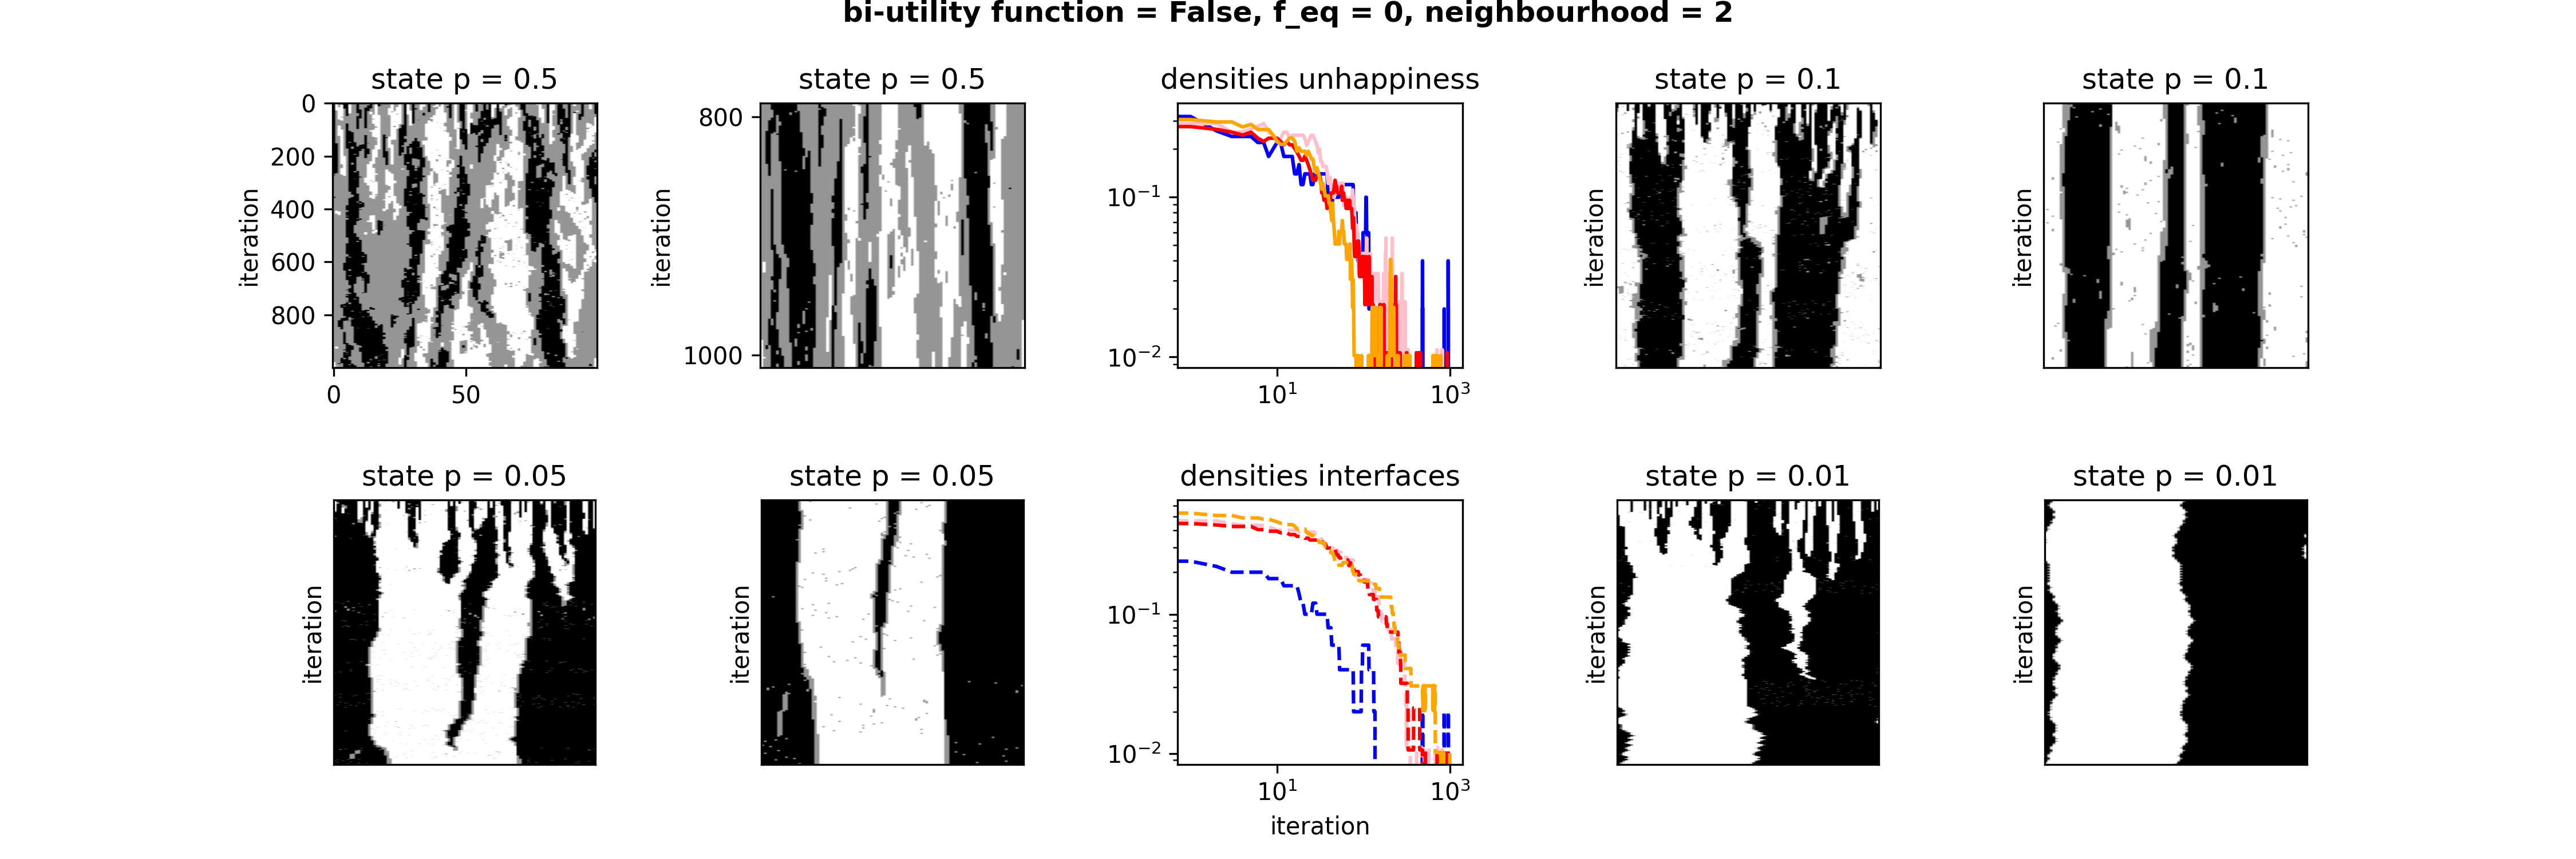 bi-utility function = False, f_eq = 0, neighbourhood = 2
state p = 0.5
state p = 0.5
densities unhappiness
state p = 0.1
state p = 0.1
0
200
400
600
800
iteration
0
50
800
1000
iteration
10⁻¹
10⁻²
10¹
10³
iteration
iteration
state p = 0.05
state p = 0.05
densities interfaces
state p = 0.01
state p = 0.01
iteration
iteration
10⁻¹
10⁻²
10¹
10³
iteration
iteration
iteration